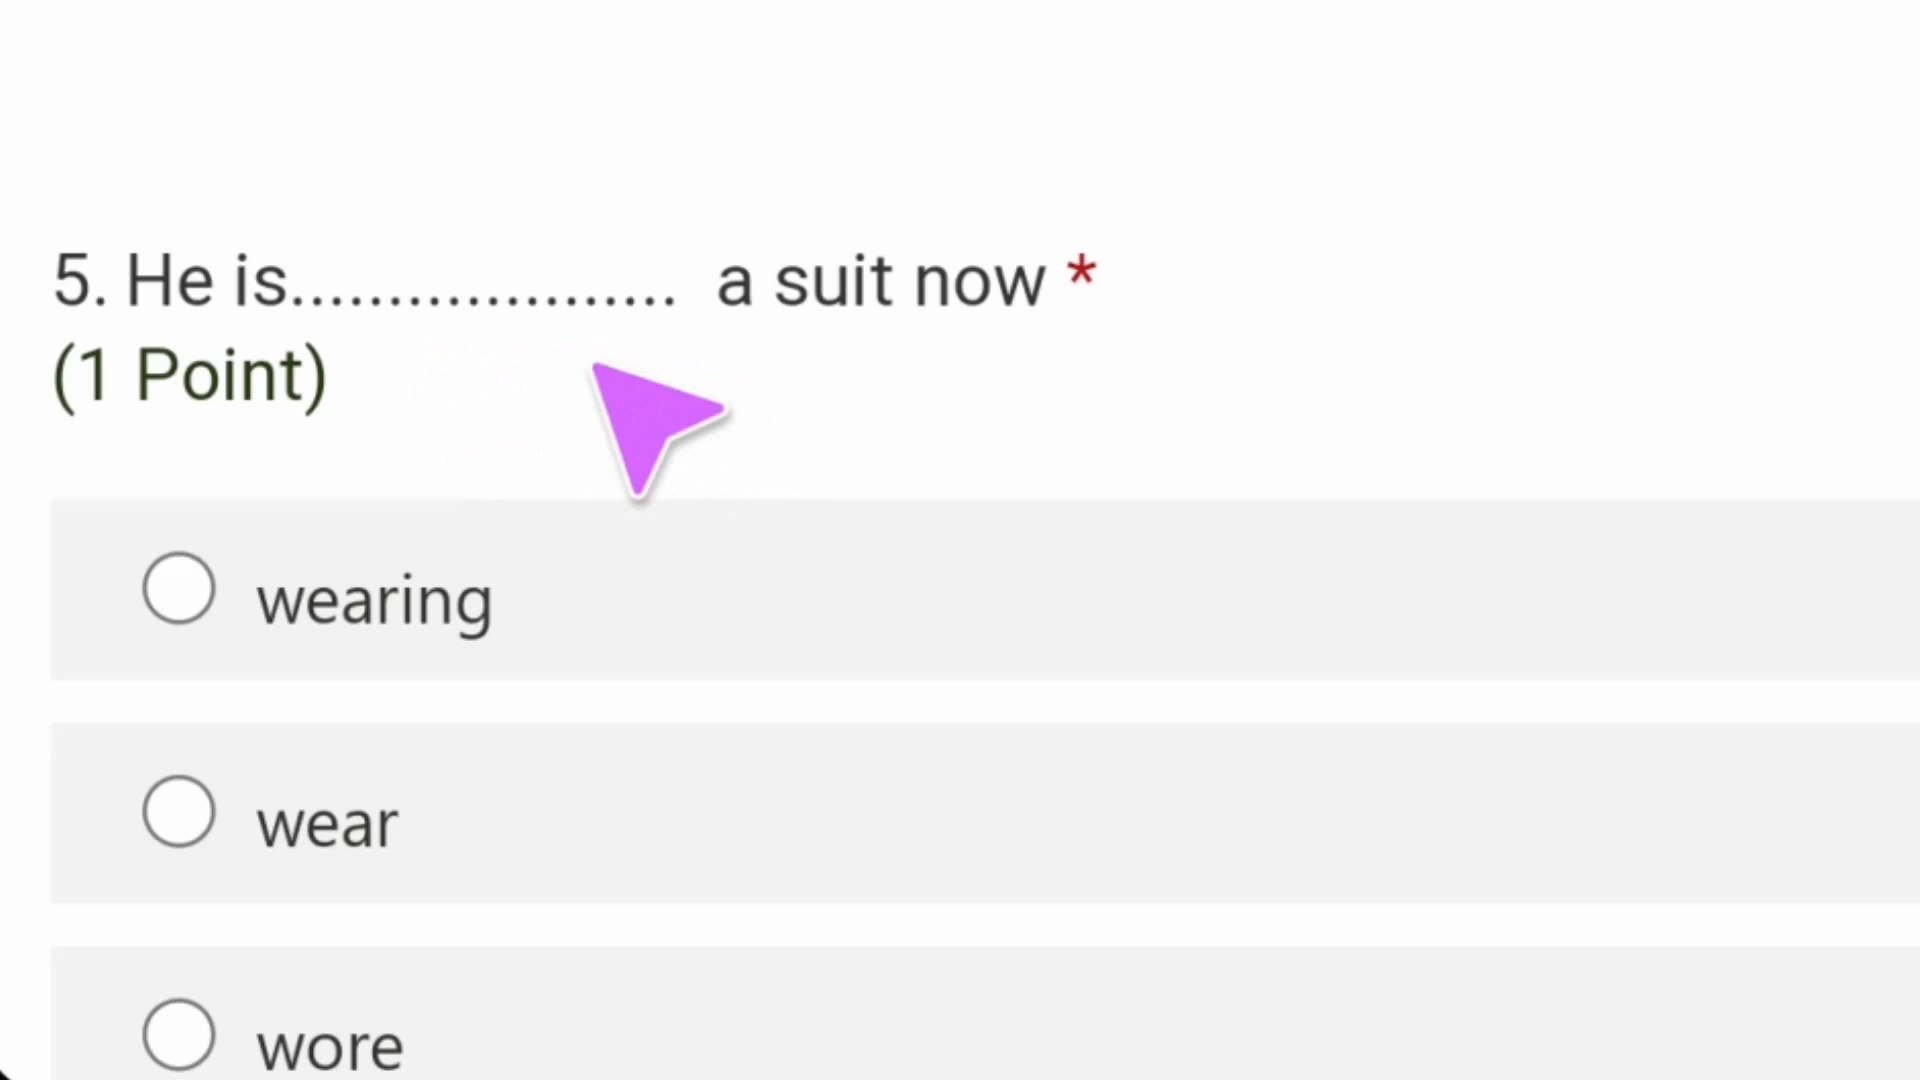 5. He is.................... a suit now *
(1 Point)
wearing
wear
wore